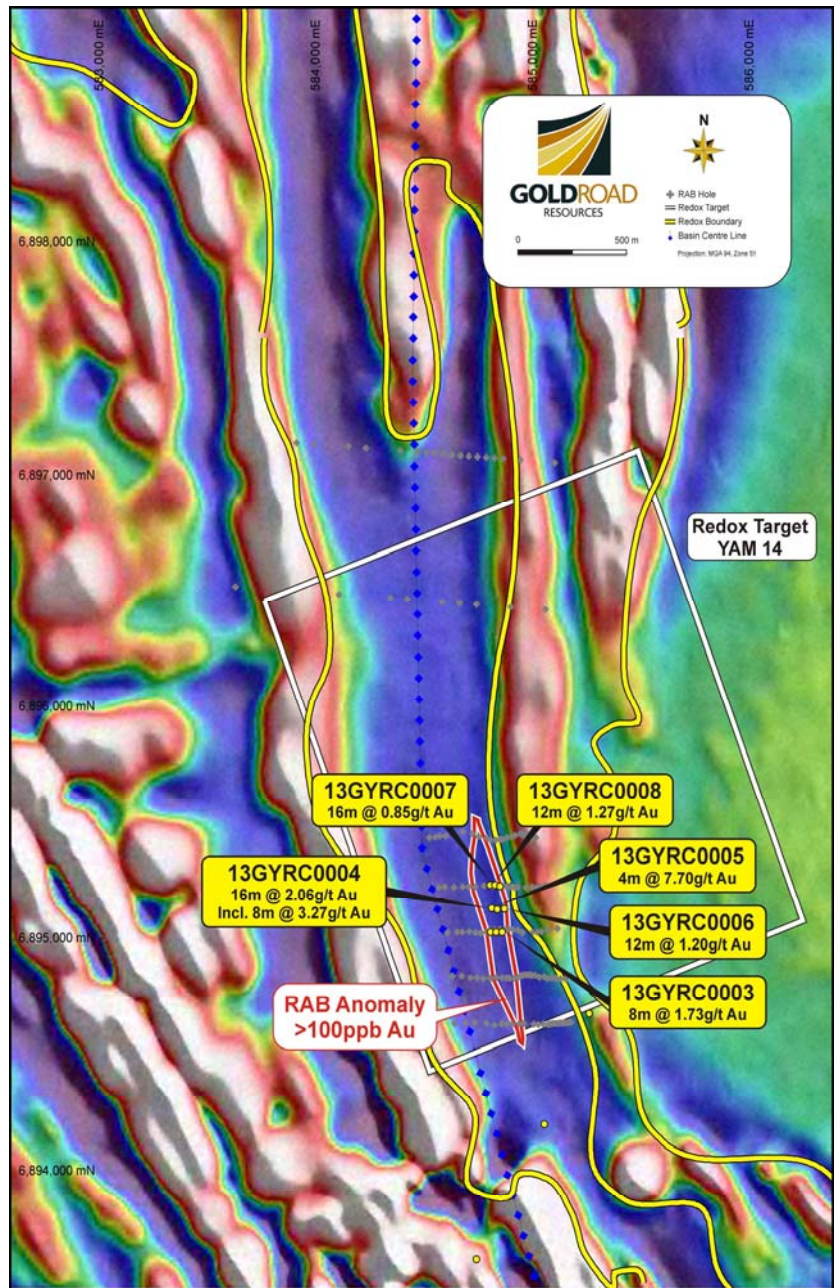 583,000 mE
584,000 mE
585,000 mE
586,000 mE
GOLDROAD
RESOURCES
0 500 m
N
RAB Hole
Redox Target
Redox Boundary
Basin Centre Line
Projection: MGA 94, Zone 51
6,898,000 mN
6,897,000 mN
Redox Target
YAM 14
6,896,000 mN
13GYRC0007
16m @ 0.85g/t Au
13GYRC0008
12m @ 1.27g/t Au
13GYRC0004
16m @ 2.06g/t Au
Incl. 8m @ 3.27g/t Au
13GYRC0005
4m @ 7.70g/t Au
13GYRC0006
12m @ 1.20g/t Au
6,895,000 mN
13GYRC0003
8m @ 1.73g/t Au
RAB Anomaly
>100ppb Au
6,894,000 mN